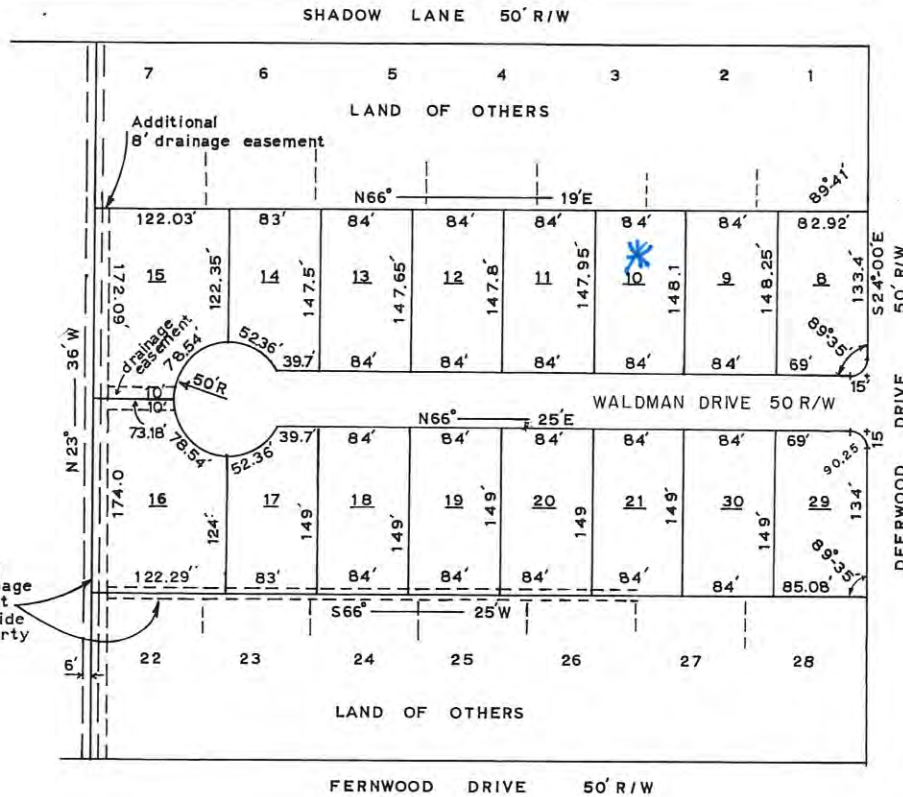 SHADOW LANE 50' R/W
7 6 5 4 3 2 1
LAND OF OTHERS
Additional
8' drainage easement
89°-41'
N66° 19'E
122.03' 83' 84' 84' 84' 84' 84' 82.92'
S24°-00'E
50' R/W
172.09' 15 122.35' 14 147.5' 13 147.65' 12 147.8' 11 147.95' 10 148.1 9 148.25' 8 133.4'
89°-35'
drainage
easement
78.54' 52.36'
39.7' 84' 84' 84' 84' 84' 69'
15'
50'R
10'
10'
WALDMAN DRIVE 50 R/W
73.18'
N66° 25'E
N 23° 36' W
78.54' 52.36'
39.7' 84' 84' 84' 84' 84' 69'
15'
90.25
DEERWOOD DRIVE
174.0 16 124' 17 149' 18 149' 19 149' 20 149 21 149' 30 149' 29 134'
89°-35'
122.29'' 83' 84' 84' 84' 84' 84' 85.08'
S66° 25'W
6'
22 23 24 25 26 27 28
LAND OF OTHERS
FERNWOOD DRIVE 50' R/W